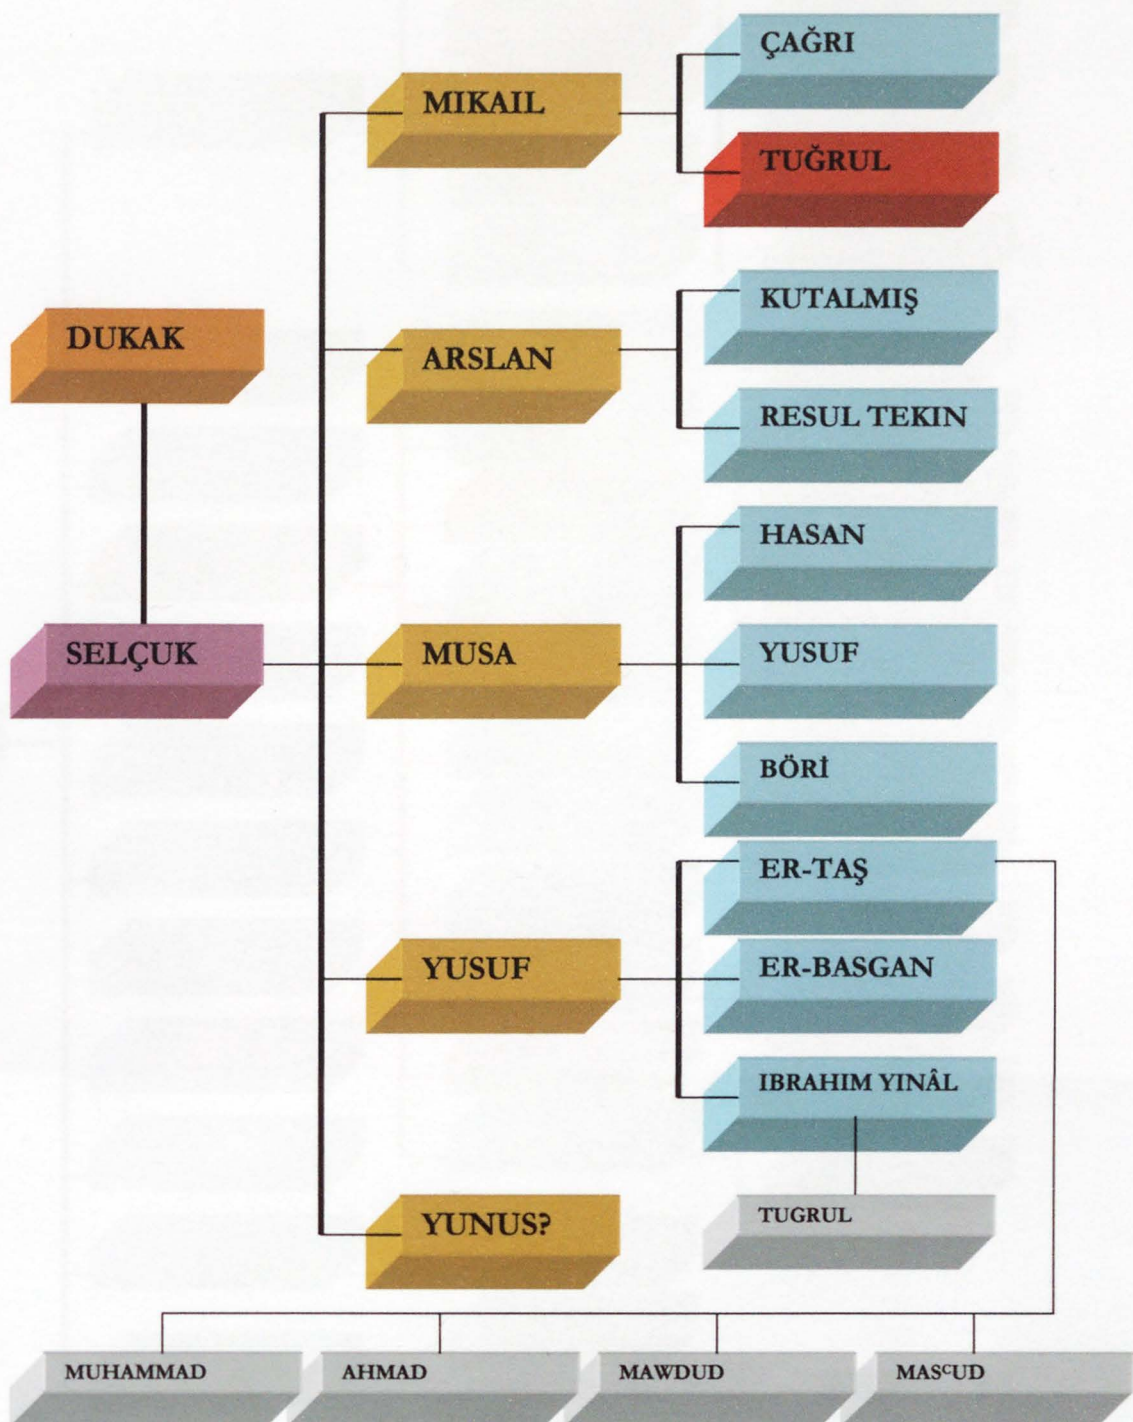 ÇAĞRI
MIKAIL
TUĞRUL
KUTALMIŞ
DUKAK
ARSLAN
RESUL TEKIN
HASAN
SELÇUK
MUSA
YUSUF
BÖRİ
ER-TAŞ
YUSUF
ER-BASGAN
IBRAHIM YINÂL
YUNUS?
TUGRUL
MUHAMMAD
AHMAD
MAWDUD
MASᶜUD